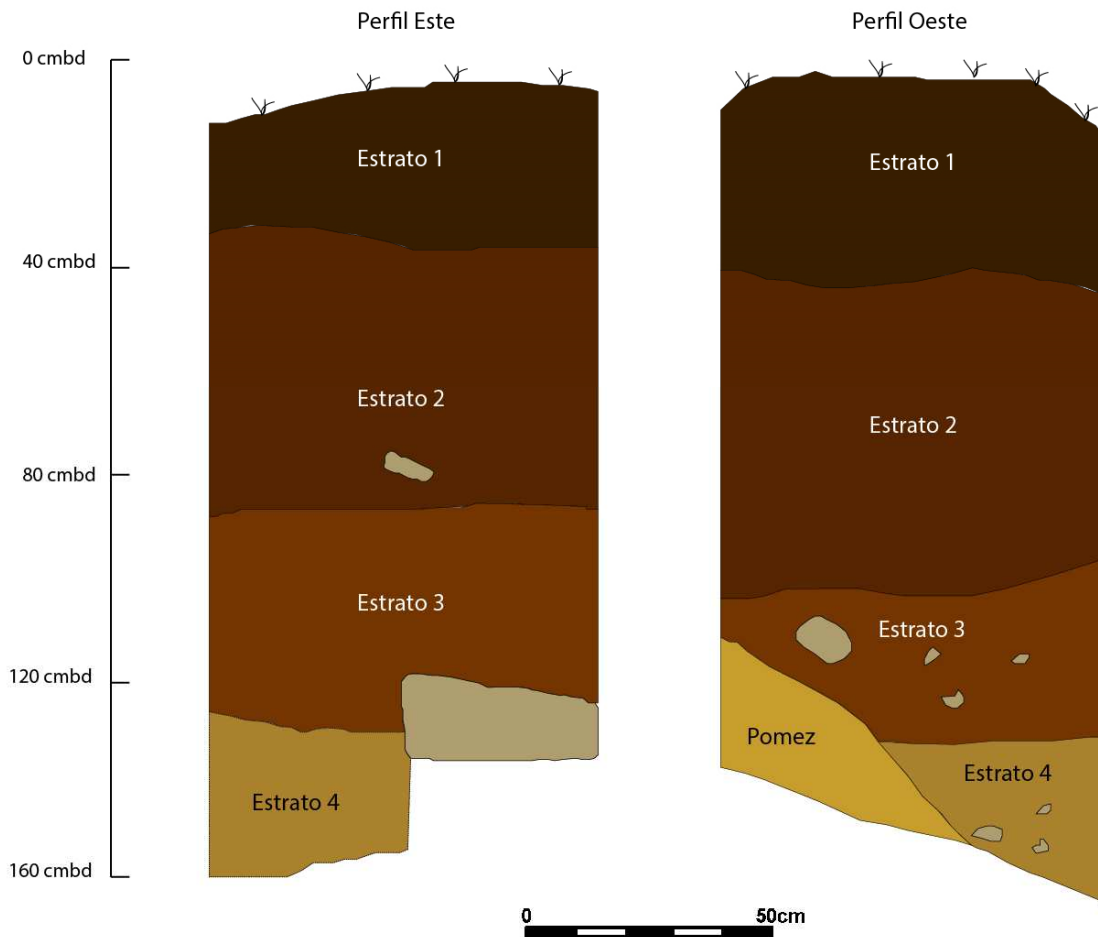 Perfil Este
Perfil Oeste
0 cmbd
40 cmbd
80 cmbd
120 cmbd
160 cmbd
Estrato 1
Estrato 2
Estrato 3
Estrato 4
Estrato 1
Estrato 2
Estrato 3
Pomez
Estrato 4
0
50cm